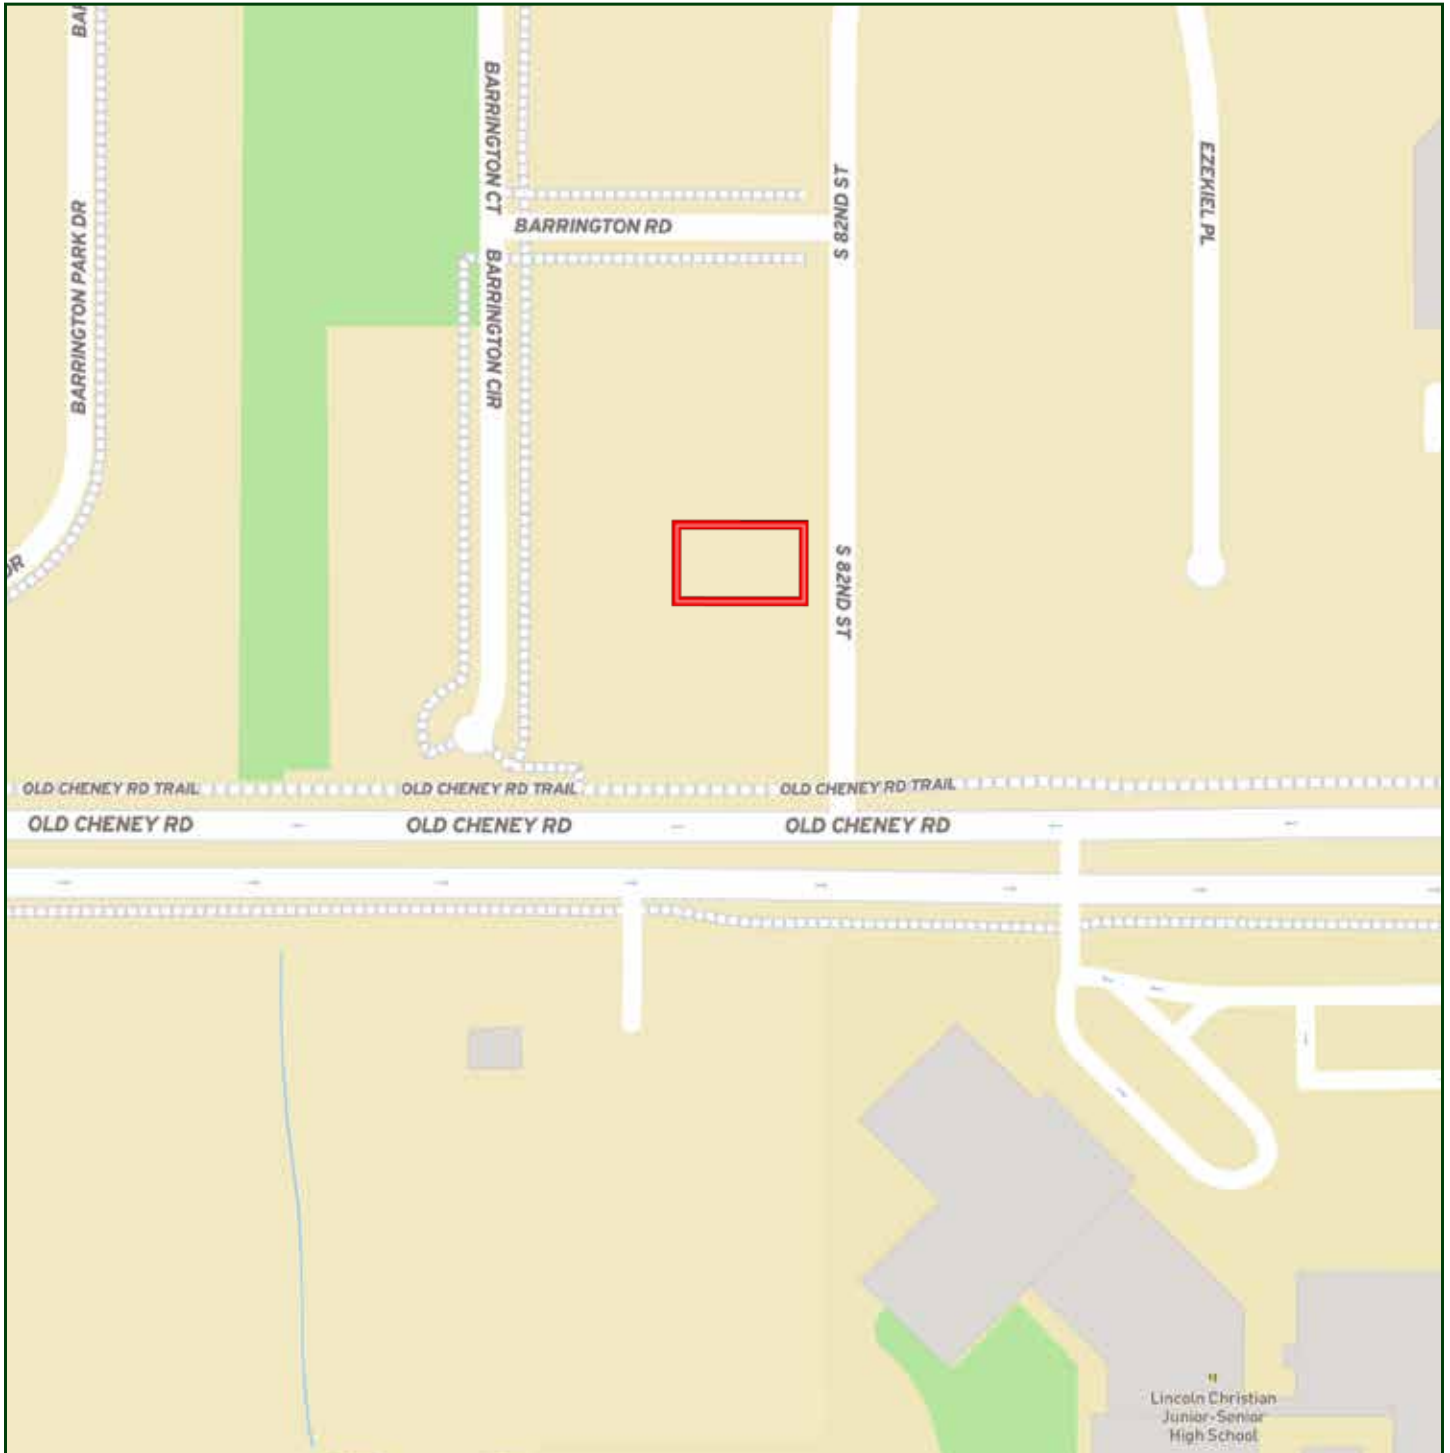 BAR
BARRINGTON CT
BARRINGTON PARK DR
BARRINGTON RD
S 82ND ST
EZEKIEL PL
BARRINGTON CIR
DR
S 82ND ST
OLD CHENEY RD TRAIL
OLD CHENEY RD TRAIL
OLD CHENEY RD TRAIL
OLD CHENEY RD
OLD CHENEY RD
OLD CHENEY RD
Lincoln Christian
Junior-Senior
High School